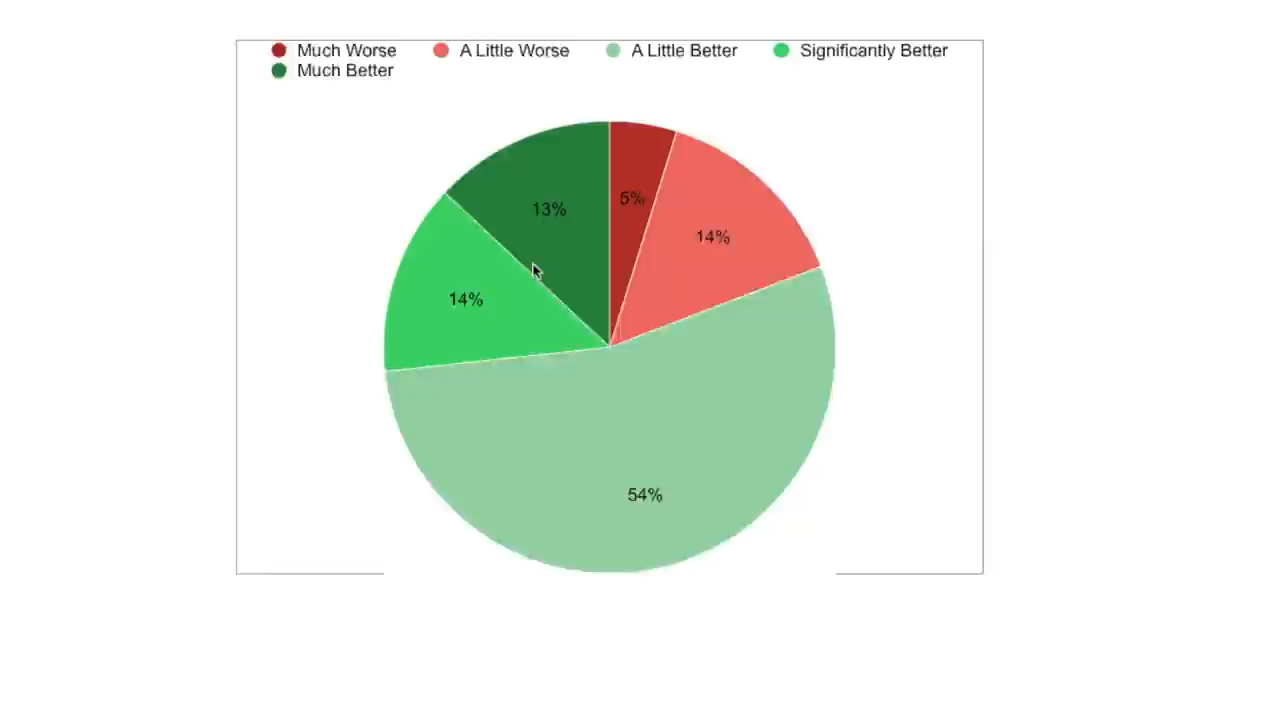 Much Worse A Little Worse A Little Better Significantly Better
Much Better
13% 5%
14%
14%
54%